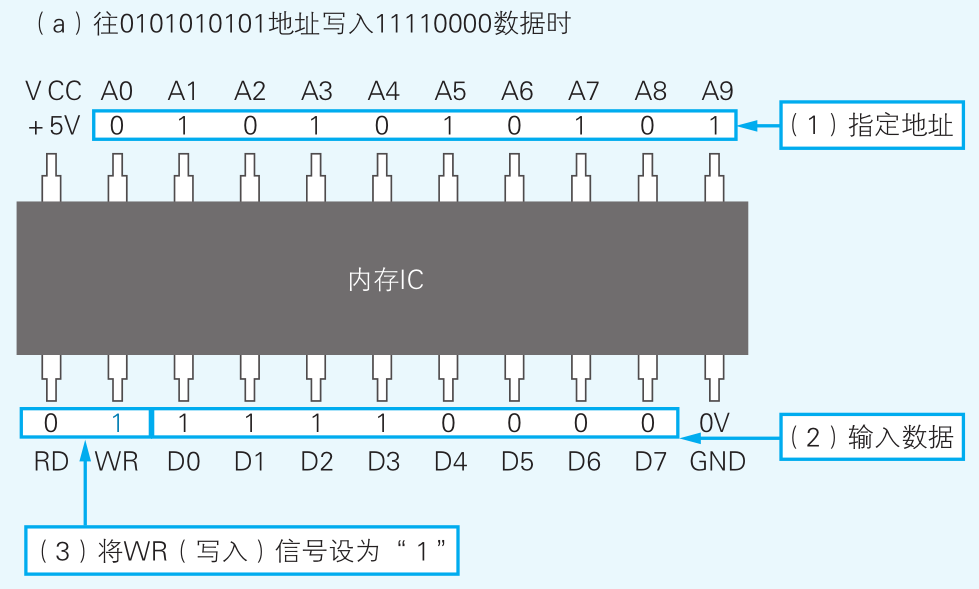 （a）往0101010101地址写入11110000数据时
VCC A0 A1 A2 A3 A4 A5 A6 A7 A8 A9
+5V 0 1 0 1 0 1 0 1 0 1
（1）指定地址
内存IC
0 1 1 1 1 1 0 0 0 0 0V
RD WR D0 D1 D2 D3 D4 D5 D6 D7 GND
（2）输入数据
（3）将WR（写入）信号设为“1”